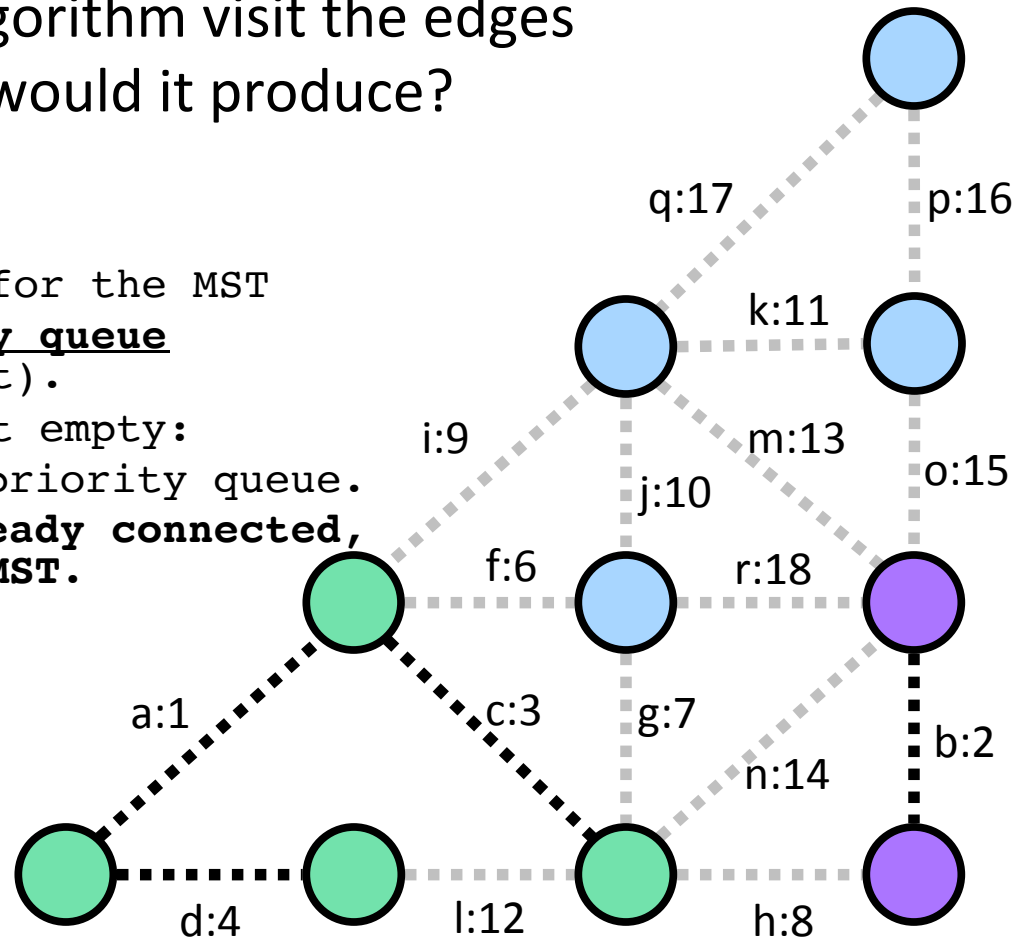 gorithm visit the edges
would it produce?
for the MST
y queue
t).
t empty:
priority queue.
eady connected,
MST.
q:17
p:16
k:11
i:9
m:13
j:10
o:15
f:6
r:18
a:1
c:3
g:7
b:2
n:14
d:4
l:12
h:8